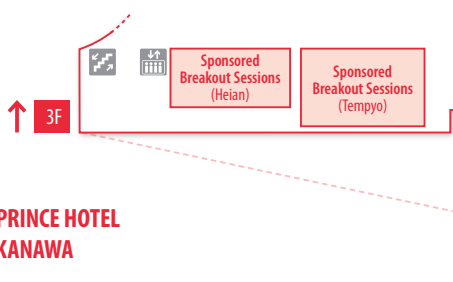 Sponsored
Breakout Sessions
(Heian)
Sponsored
Breakout Sessions
(Tempyo)
3F
PRINCE HOTEL
KANAWA